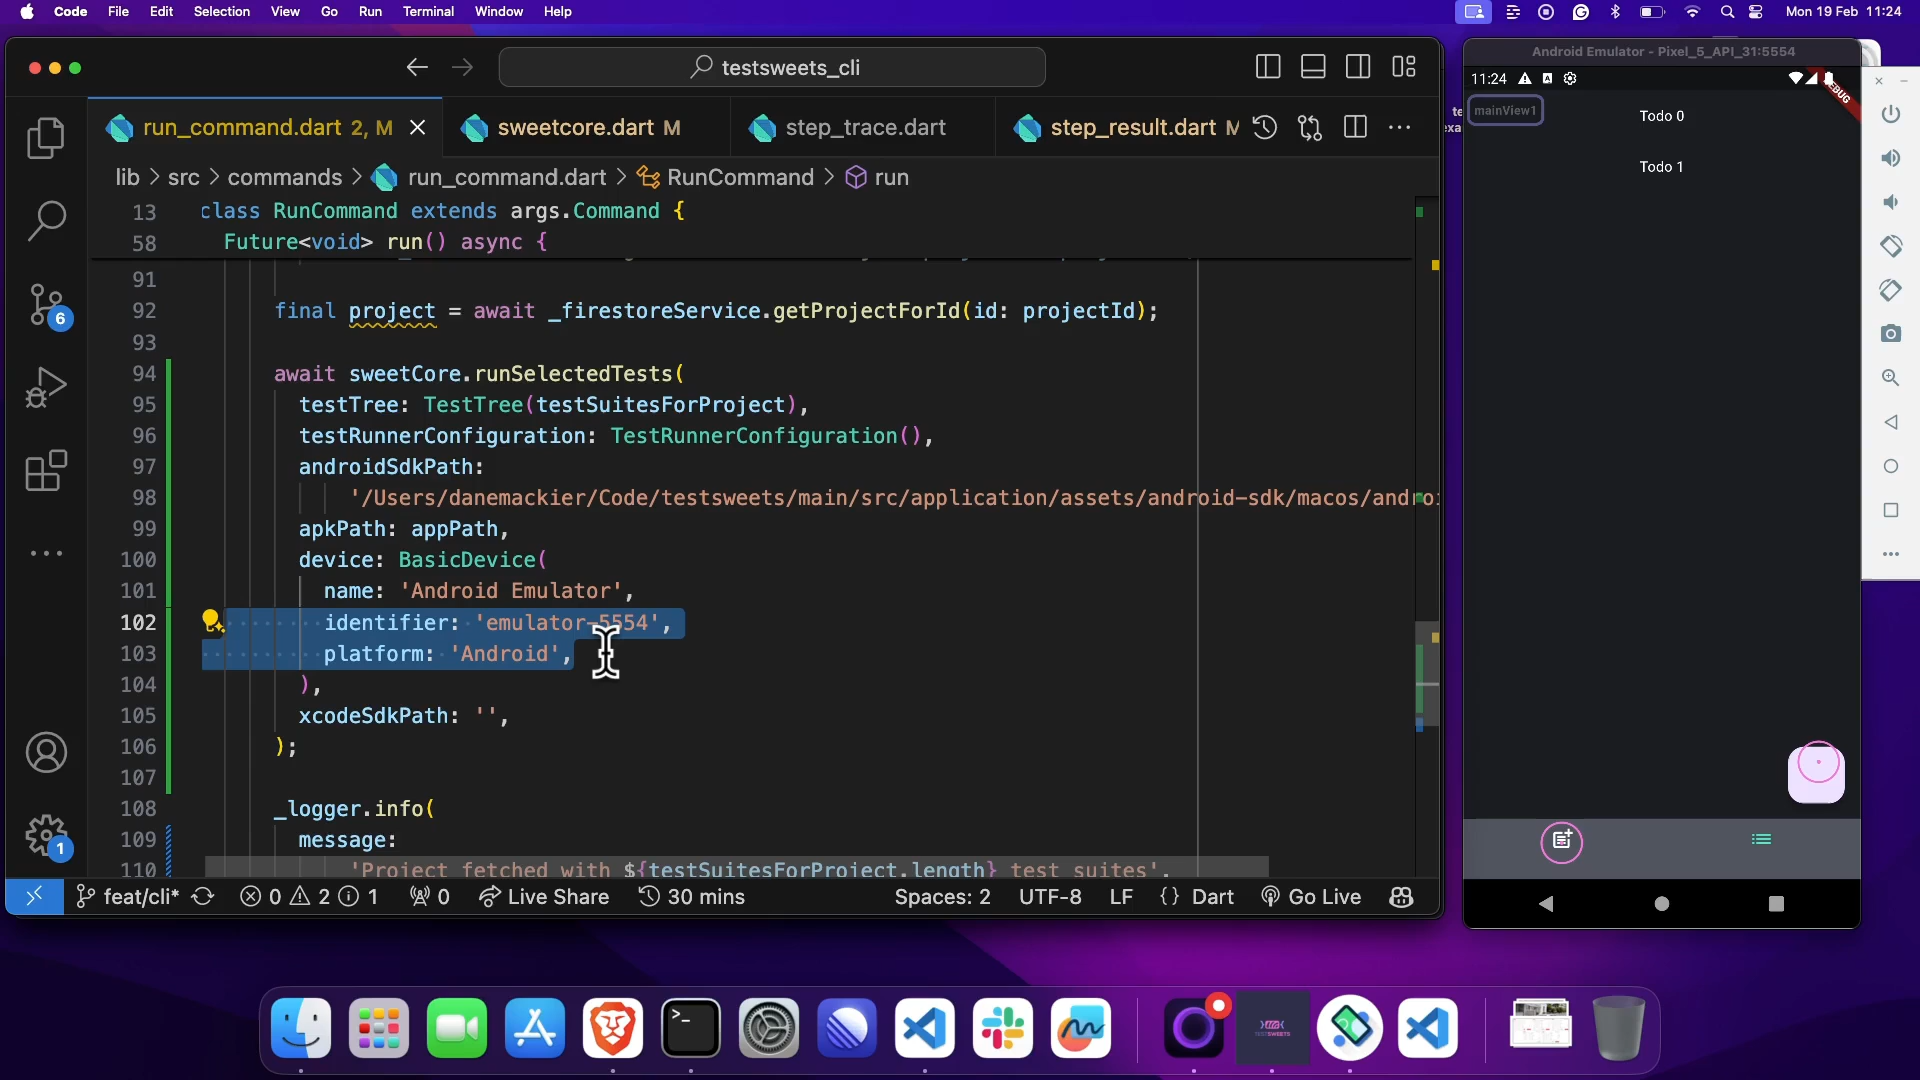 Code File Edit Selection View Go Run Terminal Window Help
Mon 19 Feb 11:24
testsweets_cli
run_command.dart 2, M
sweetcore.dart M
step_trace.dart
step_result.dart M
lib > src > commands > run_command.dart > RunCommand > run
13 class RunCommand extends args.Command {
58 Future<void> run() async {
91
92 final project = await _firestoreService.getProjectForId(id: projectId);
93
94 await sweetCore.runSelectedTests(
95 testTree: TestTree(testSuitesForProject),
96 testRunnerConfiguration: TestRunnerConfiguration(),
97 androidSdkPath:
98 '/Users/danemackier/Code/testsweets/main/src/application/assets/android-sdk/macos/androi
99 apkPath: appPath,
100 device: BasicDevice(
101 name: 'Android Emulator',
102 identifier: 'emulator-5554',
103 platform: 'Android',
104 ),
105 xcodeSdkPath: '',
106 );
107
108 _logger.info(
109 message:
110 'Project fetched with ${testSuitesForProject.length} test suites',
6
1
feat/cli* 0 2 1 0 Live Share 30 mins Spaces: 2 UTF-8 LF {} Dart Go Live
Android Emulator - Pixel_5_API_31:5554
11:24
mainView1
Todo 0
Todo 1
TESTSWEETS